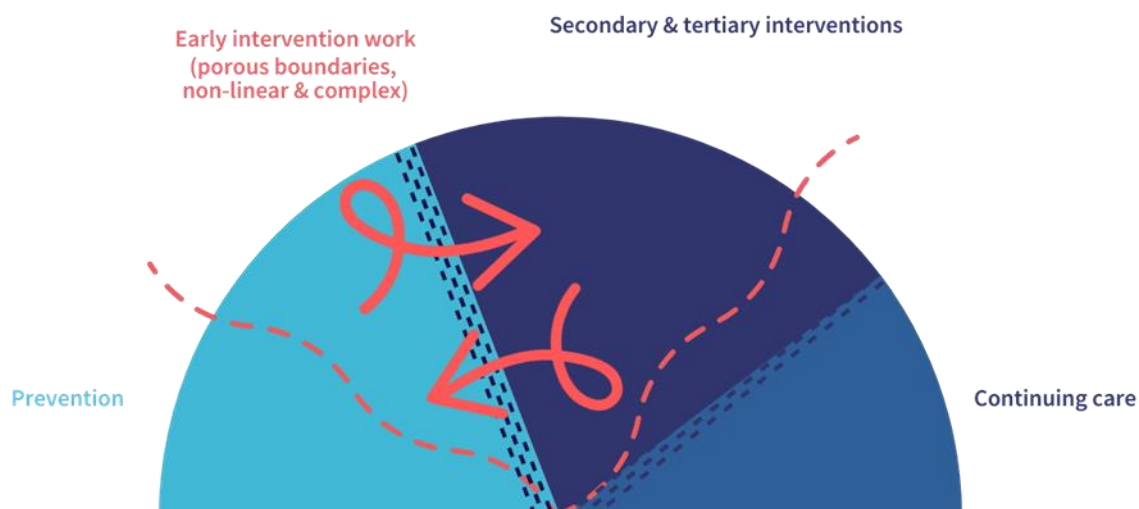 Early intervention work
(porous boundaries,
non-linear & complex)
Secondary & tertiary interventions
Prevention
Continuing care